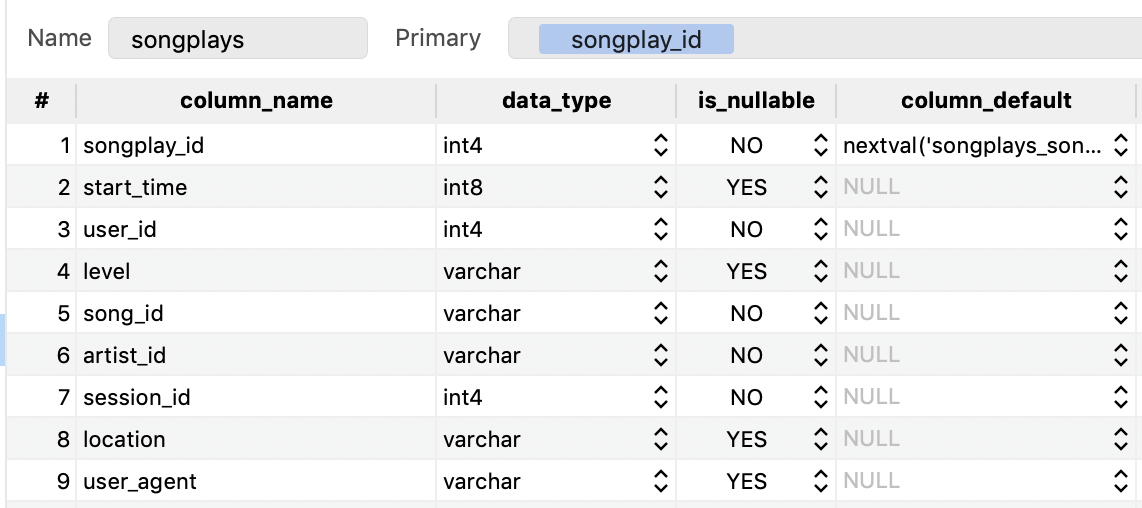 Name songplays Primary songplay_id
# column_name data_type is_nullable column_default
1 songplay_id int4 NO nextval('songplays_son...
2 start_time int8 YES NULL
3 user_id int4 NO NULL
4 level varchar YES NULL
5 song_id varchar NO NULL
6 artist_id varchar NO NULL
7 session_id int4 NO NULL
8 location varchar YES NULL
9 user_agent varchar YES NULL